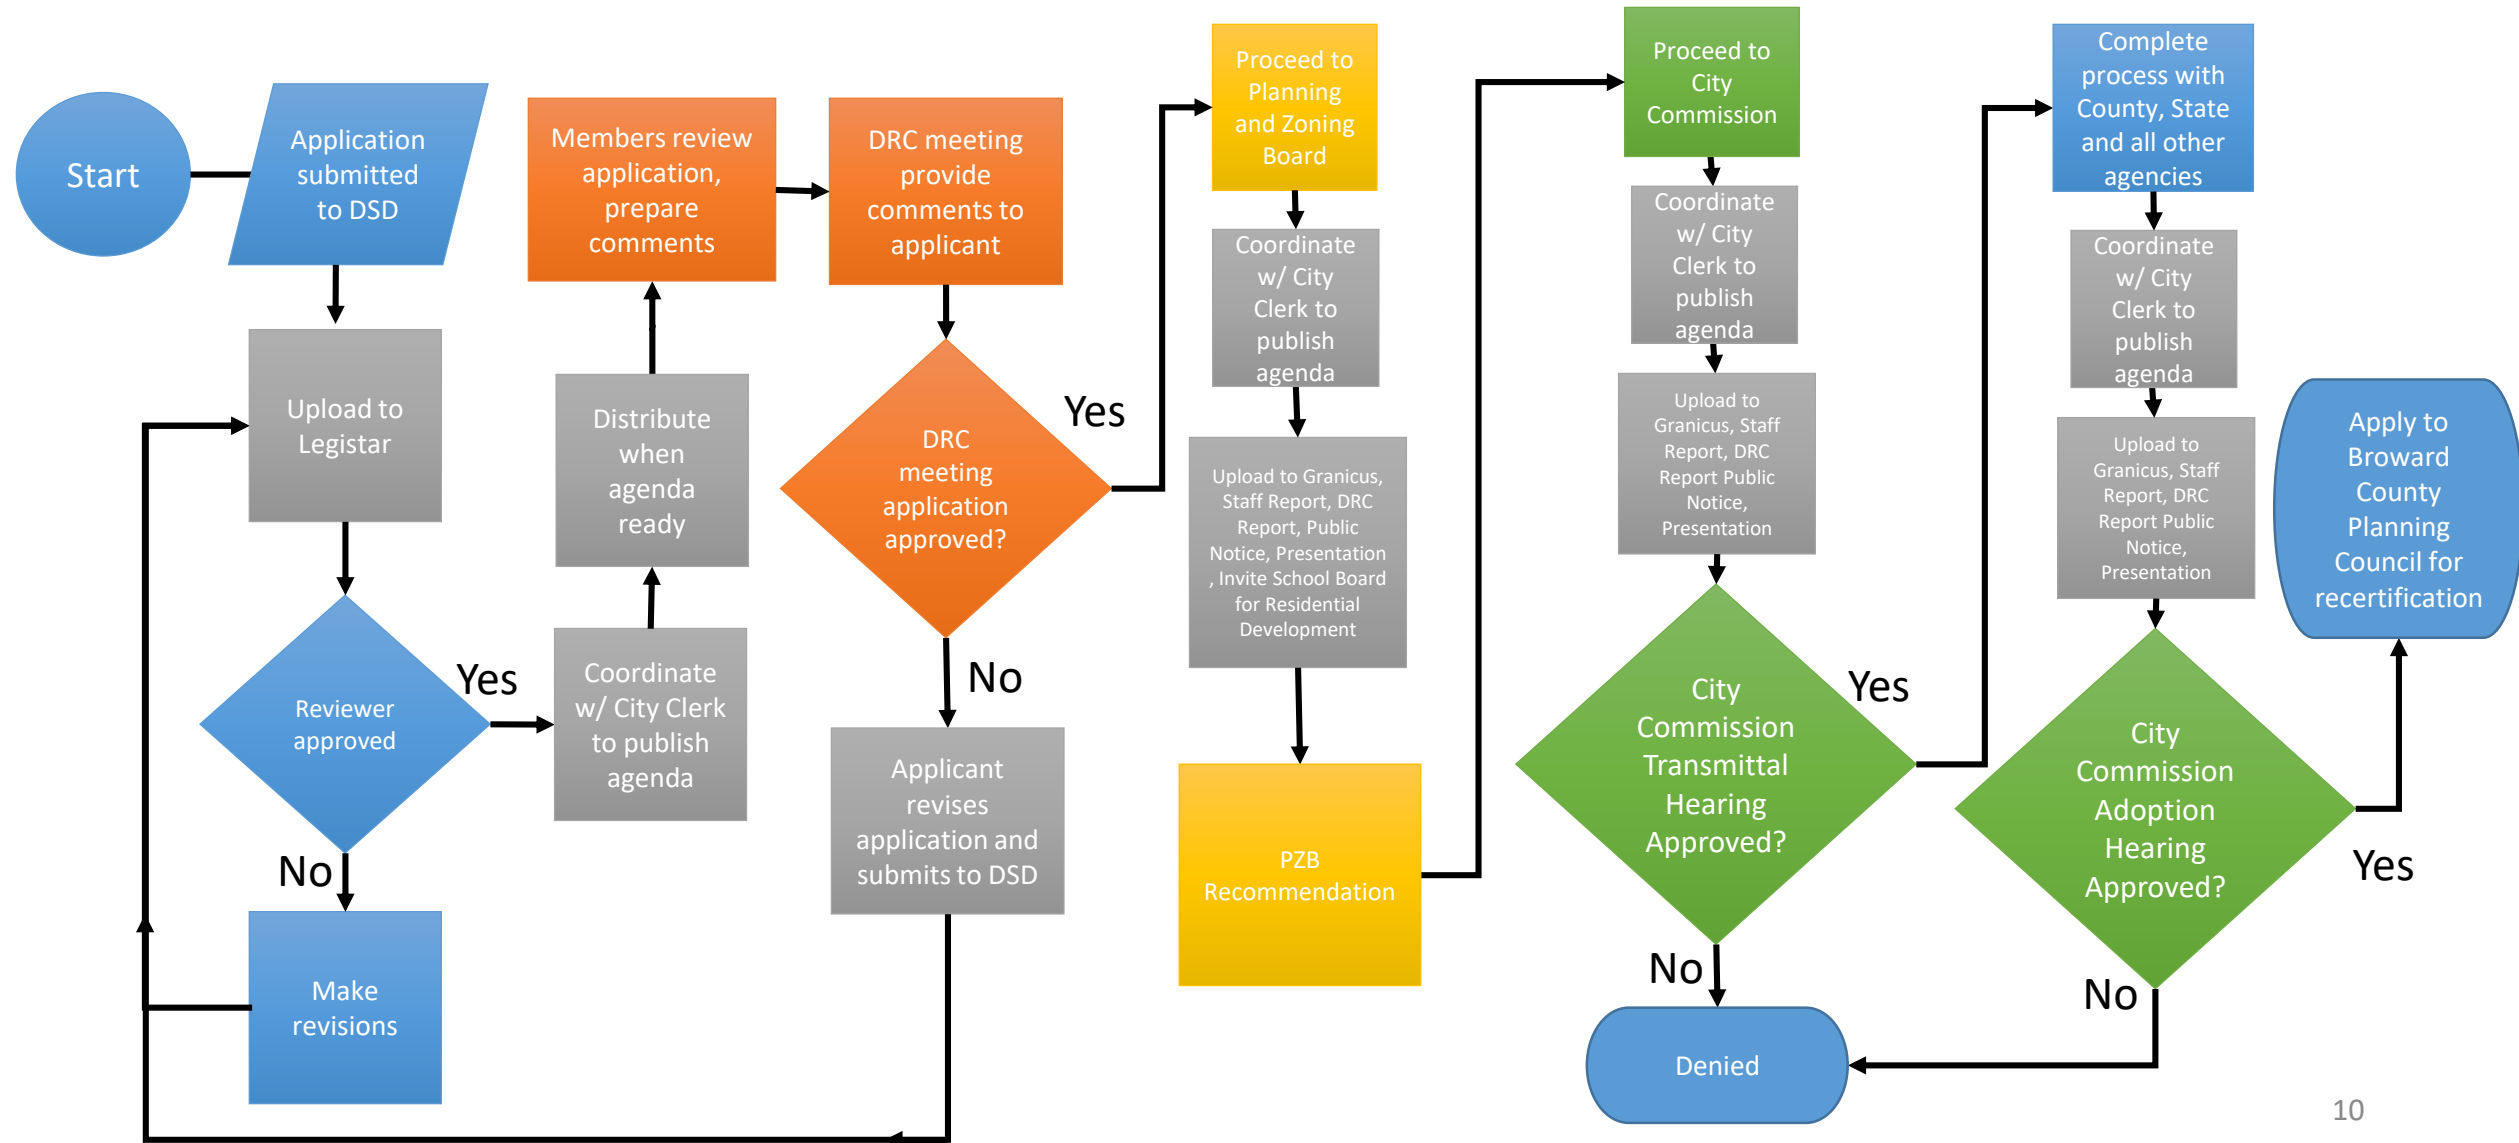 Start
Application
submitted
to DSD
Upload to
Legistar
Reviewer
approved
Yes
No
Make
revisions
Coordinate
w/ City Clerk
to publish
agenda
Distribute
when
agenda
ready
Members review
application,
prepare
comments
DRC meeting
provide
comments to
applicant
DRC
meeting
application
approved?
Yes
No
Applicant
revises
application and
submits to DSD
Proceed to
Planning
and Zoning
Board
Coordinate
w/ City
Clerk to
publish
agenda
Upload to Granicus,
Staff Report, DRC
Report, Public
Notice, Presentation
, Invite School Board
for Residential
Development
PZB
Recommendation
Proceed to
City
Commission
Coordinate
w/ City
Clerk to
publish
agenda
Upload to
Granicus, Staff
Report, DRC
Report Public
Notice,
Presentation
City
Commission
Transmittal
Hearing
Approved?
Yes
No
Denied
Complete
process with
County, State
and all other
agencies
Coordinate
w/ City
Clerk to
publish
agenda
Upload to
Granicus, Staff
Report, DRC
Report Public
Notice,
Presentation
City
Commission
Adoption
Hearing
Approved?
Yes
No
Apply to
Broward
County
Planning
Council for
recertification
10